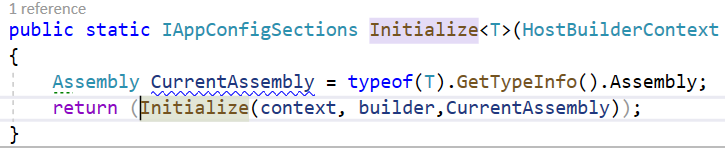 1 reference
public static IAppConfigSections Initialize<T>(HostBuilderContext
{
Assembly CurrentAssembly = typeof(T).GetTypeInfo().Assembly;
return (Initialize(context, builder,CurrentAssembly));
}